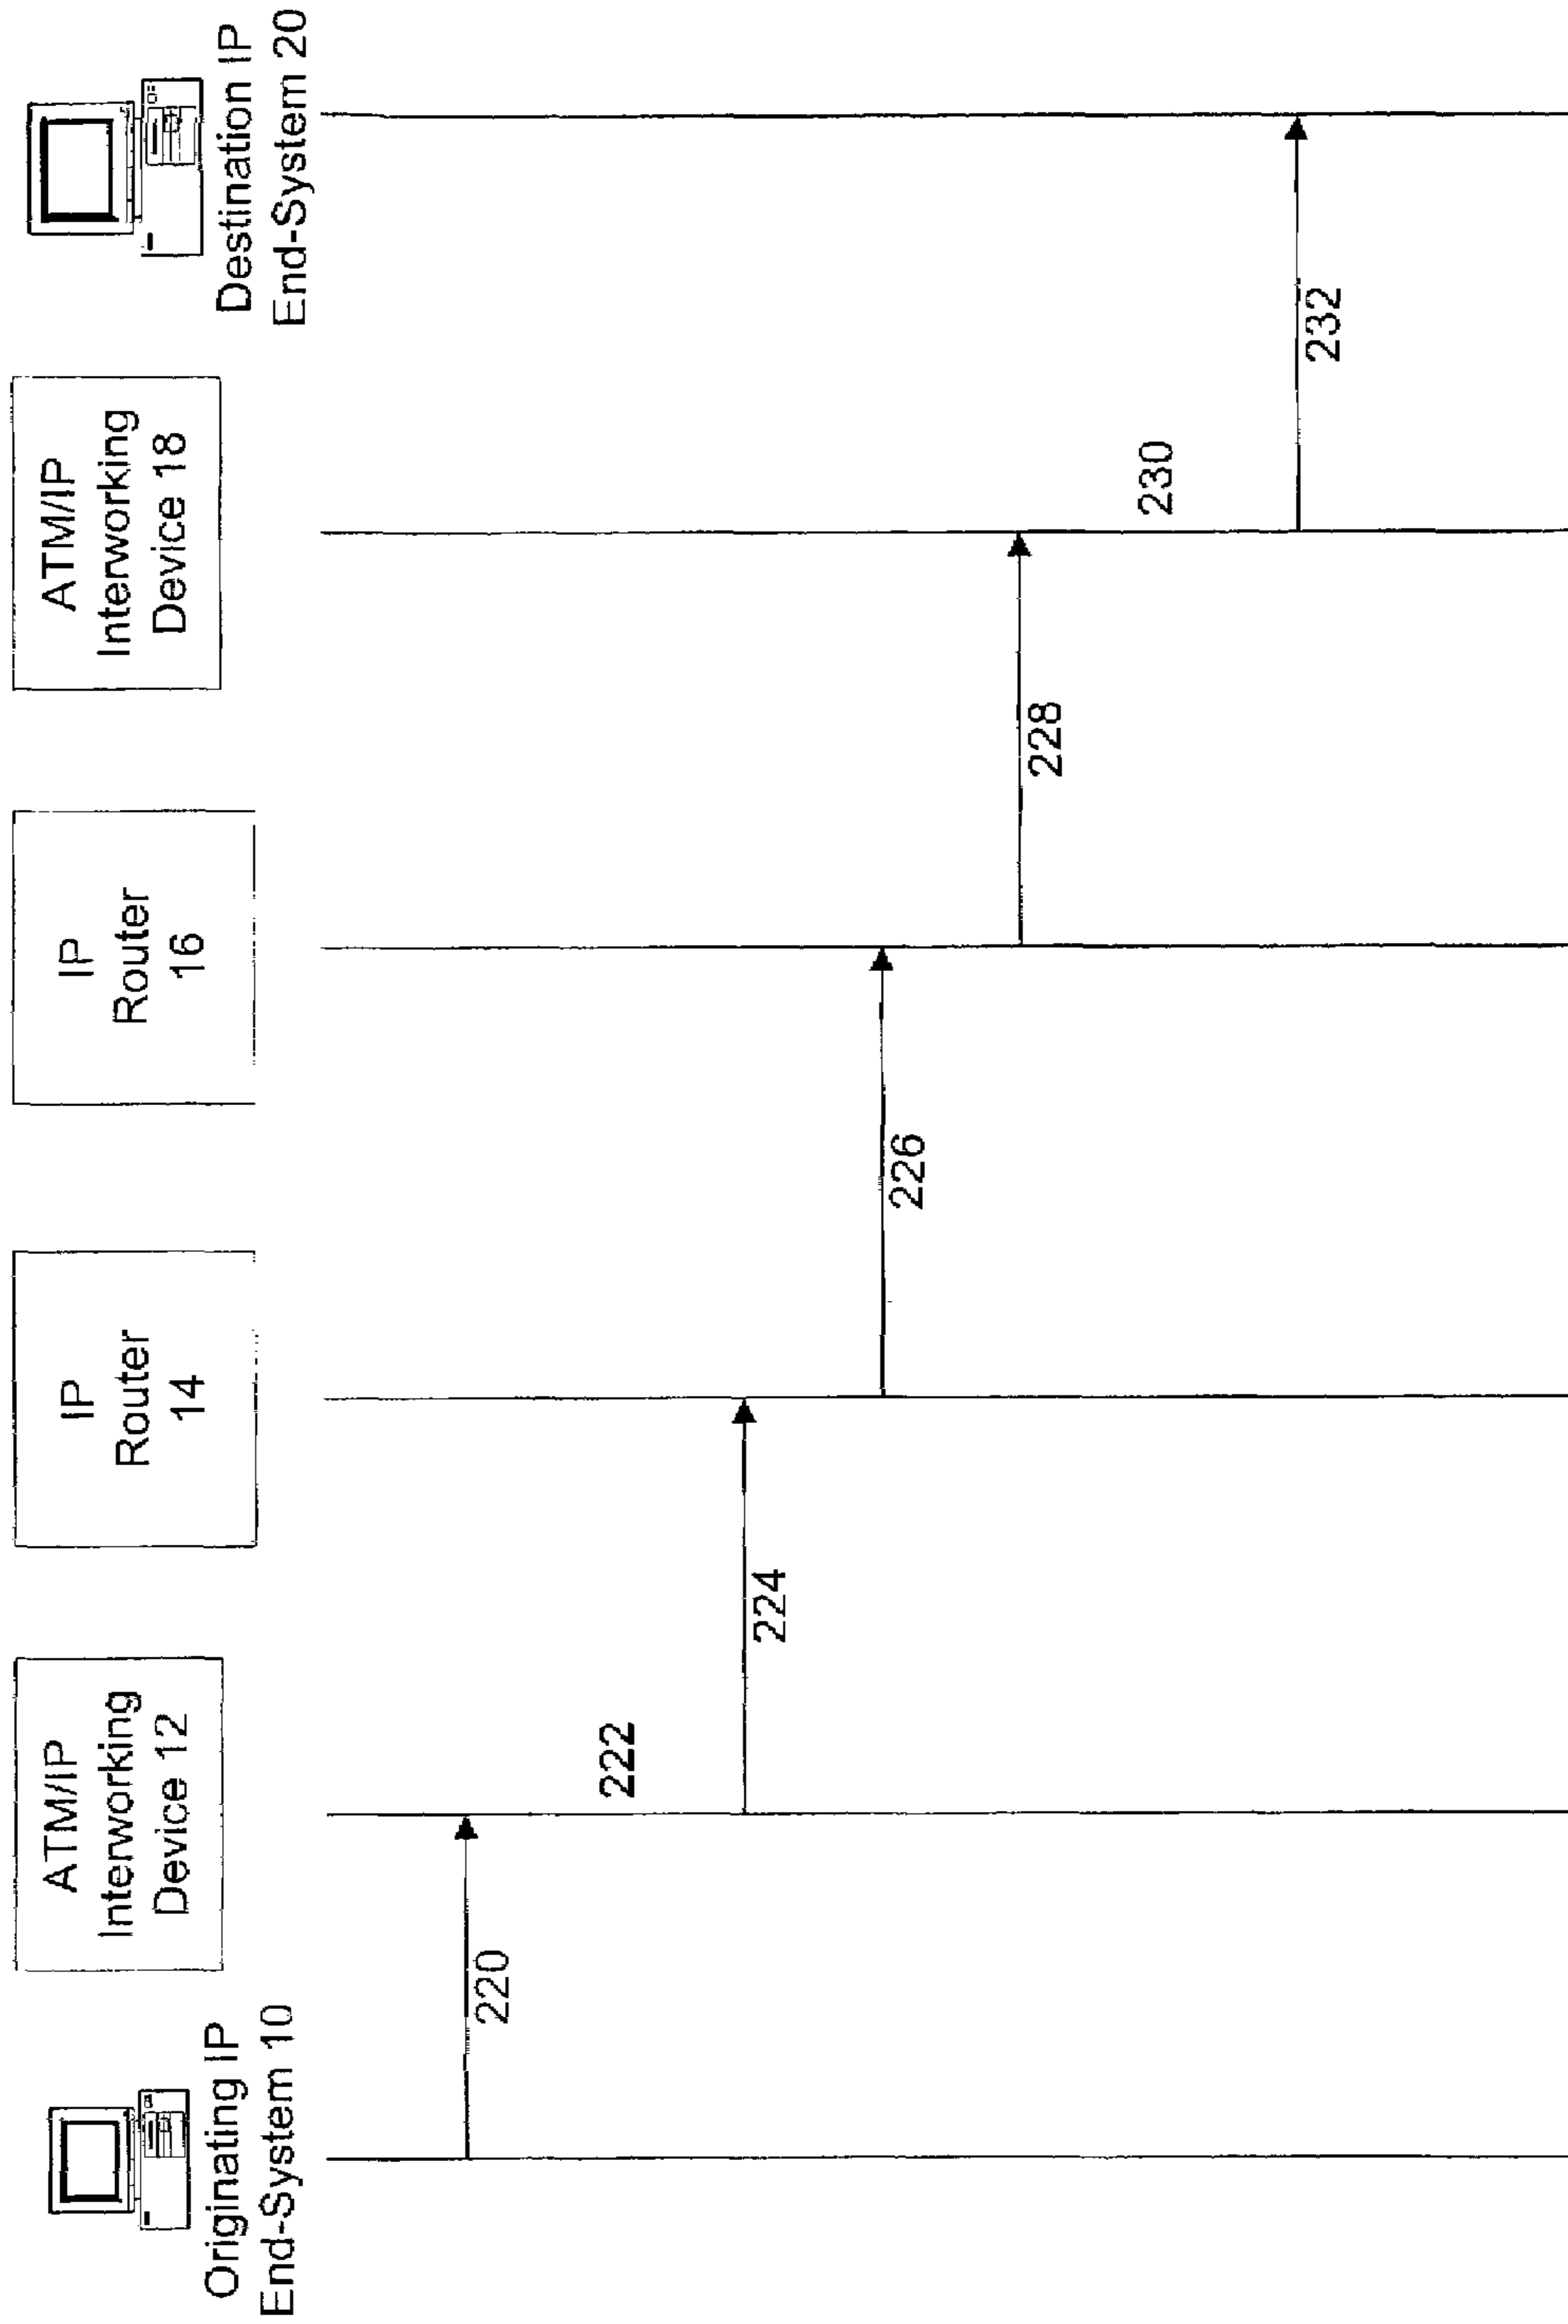 Originating IP
End-System 10
ATM/IP
Interworking
Device 12
IP
Router
14
IP
Router
16
ATM/IP
Interworking
Device 18
Destination IP
End-System 20
220
222
224
226
228
230
232